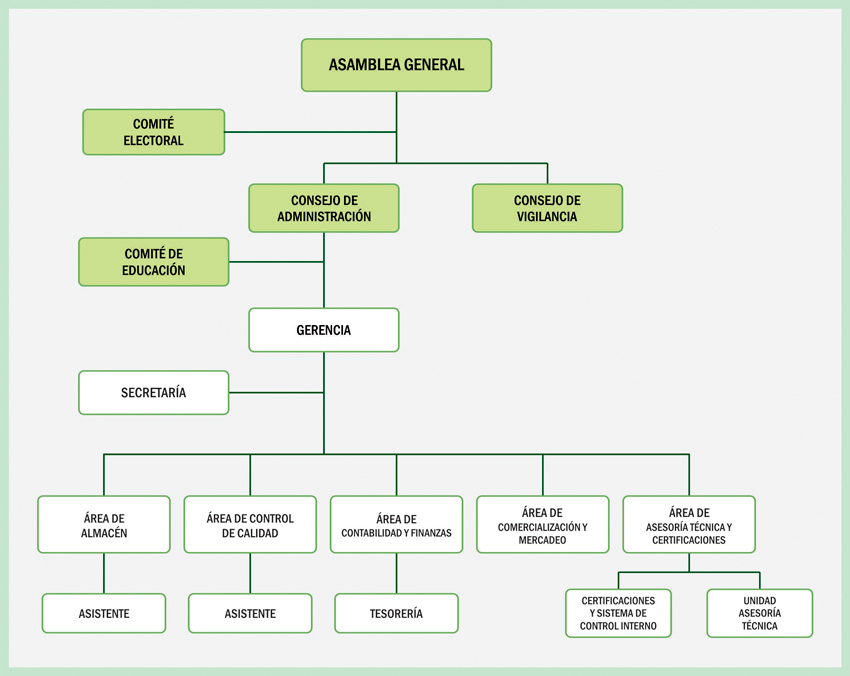 ASAMBLEA GENERAL
COMITÉ
ELECTORAL
CONSEJO DE
ADMINISTRACIÓN
CONSEJO DE
VIGILANCIA
COMITÉ DE
EDUCACIÓN
GERENCIA
SECRETARÍA
ÁREA DE
ALMACÉN
ÁREA DE CONTROL
DE CALIDAD
ÁREA DE
CONTABILIDAD Y FINANZAS
ÁREA DE
COMERCIALIZACIÓN Y
MERCADEO
ÁREA DE
ASESORÍA TÉCNICA Y
CERTIFICACIONES
ASISTENTE
ASISTENTE
TESORERÍA
CERTIFICACIONES
Y SISTEMA DE
CONTROL INTERNO
UNIDAD
ASESORÍA
TÉCNICA